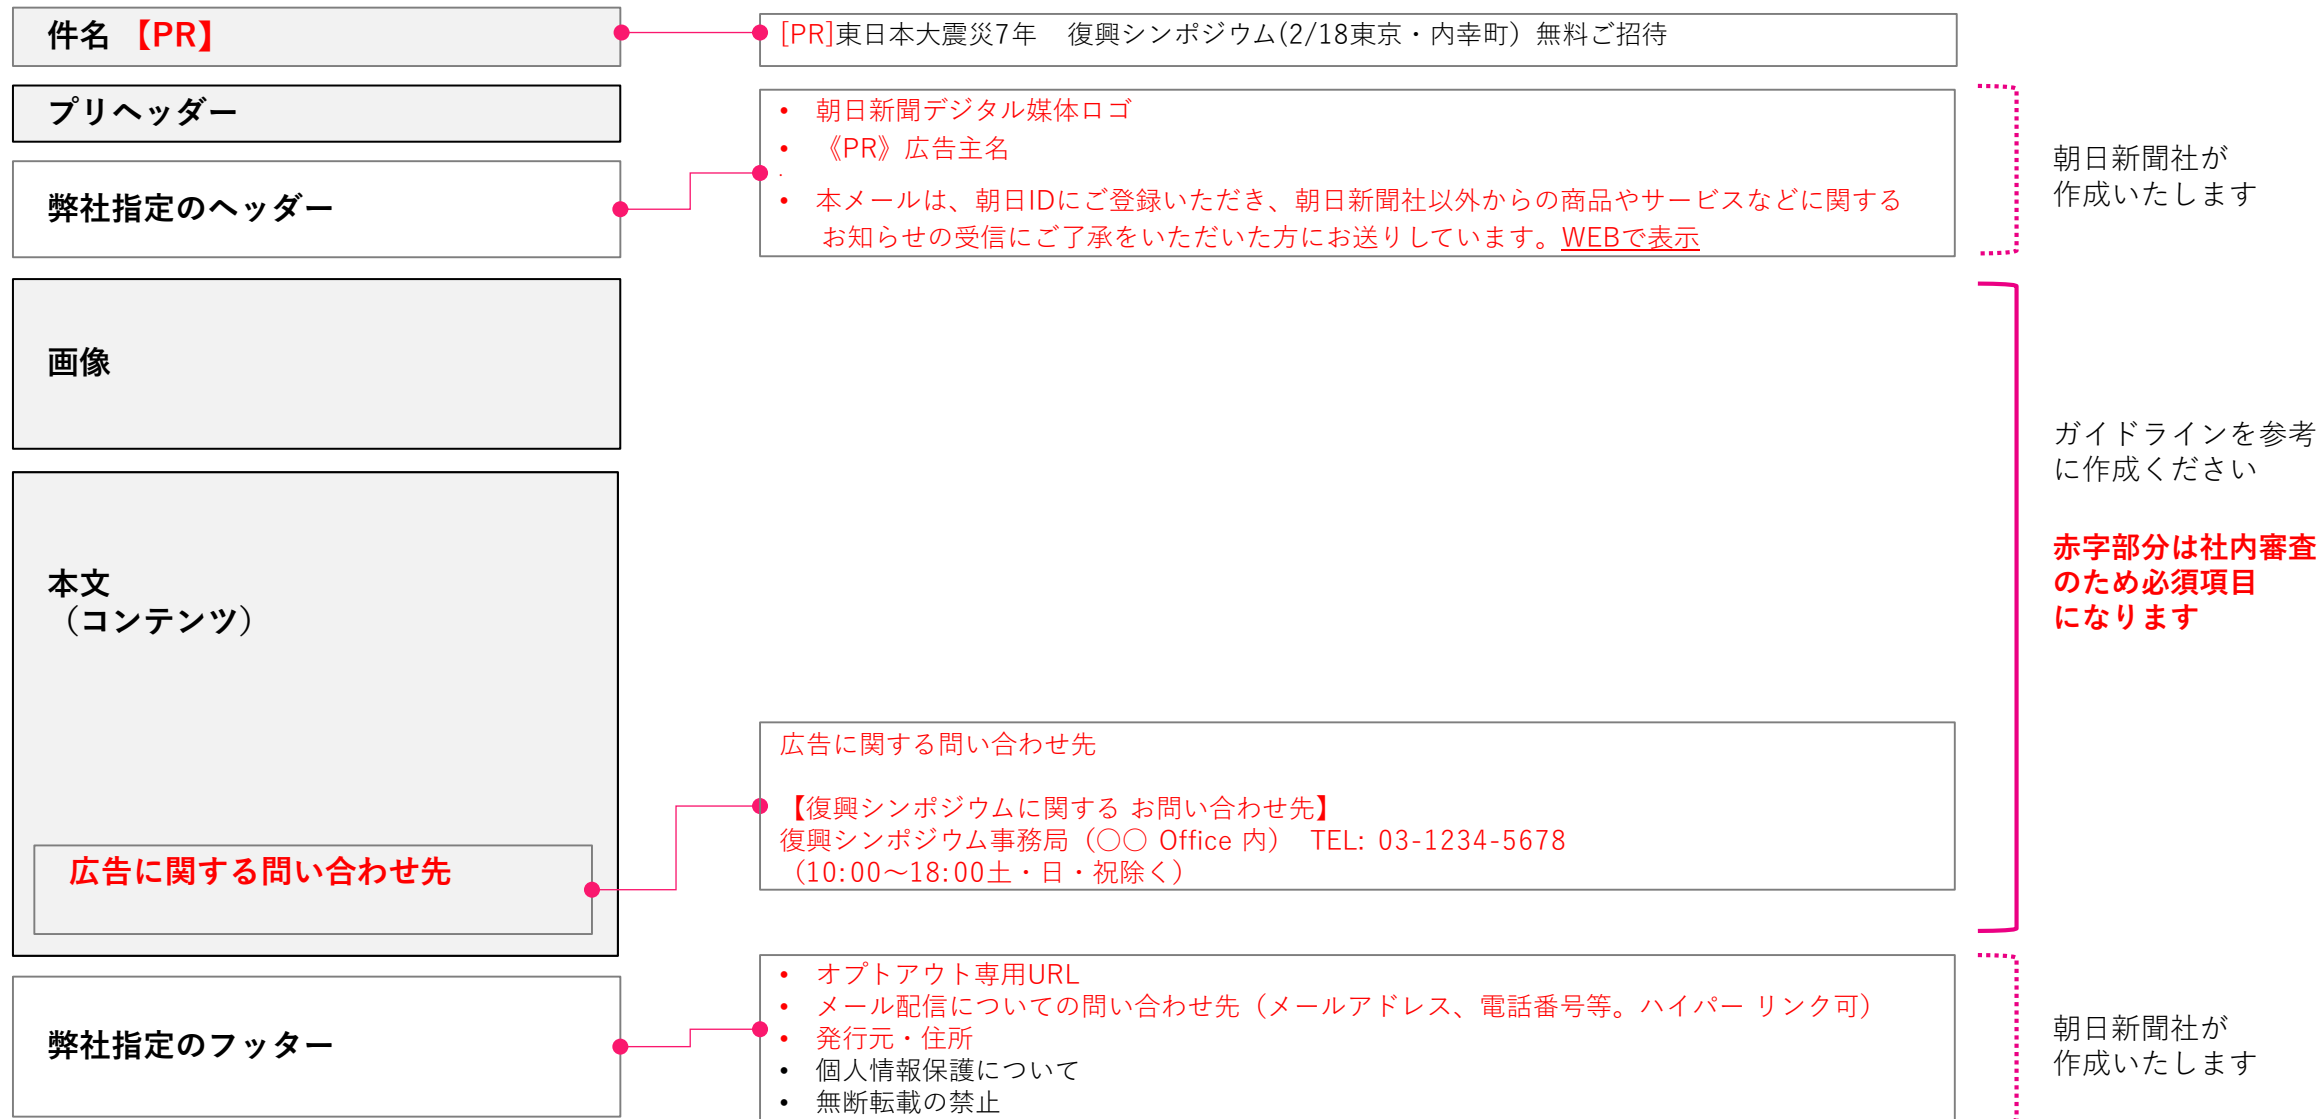 件名 【PR】
[PR]東日本大震災7年　復興シンポジウム(2/18東京・内幸町）無料ご招待
プリヘッダー
弊社指定のヘッダー
• 朝日新聞デジタル媒体ロゴ
• 《PR》広告主名
• 本メールは、朝日IDにご登録いただき、朝日新聞社以外からの商品やサービスなどに関する
お知らせの受信にご了承をいただいた方にお送りしています。WEBで表示
朝日新聞社が
作成いたします
画像
本文
（コンテンツ）
ガイドラインを参考
に作成ください
赤字部分は社内審査
のため必須項目
になります
広告に関する問い合わせ先
広告に関する問い合わせ先
【復興シンポジウムに関する お問い合わせ先】
復興シンポジウム事務局（○○ Office 内） TEL: 03-1234-5678
（10:00〜18:00土・日・祝除く）
弊社指定のフッター
• オプトアウト専用URL
• メール配信についての問い合わせ先（メールアドレス、電話番号等。ハイパー リンク可）
• 発行元・住所
• 個人情報保護について
• 無断転載の禁止
朝日新聞社が
作成いたします